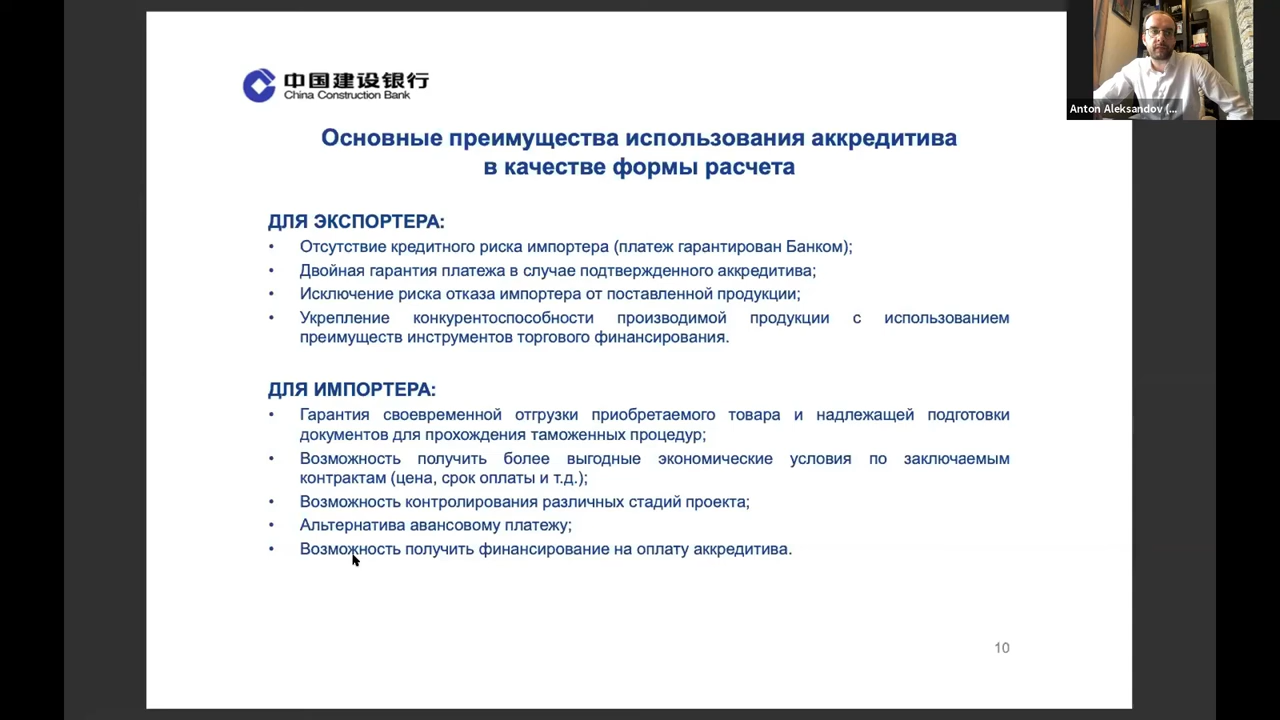 中国建设银行
China Construction Bank
Anton Aleksandov (...
Основные преимущества использования аккредитива
в качестве формы расчета
ДЛЯ ЭКСПОРТЕРА:
• Отсутствие кредитного риска импортера (платеж гарантирован Банком);
• Двойная гарантия платежа в случае подтвержденного аккредитива;
• Исключение риска отказа импортера от поставленной продукции;
• Укрепление конкурентоспособности производимой продукции с использованием
преимуществ инструментов торгового финансирования.
ДЛЯ ИМПОРТЕРА:
• Гарантия своевременной отгрузки приобретаемого товара и надлежащей подготовки
документов для прохождения таможенных процедур;
• Возможность получить более выгодные экономические условия по заключаемым
контрактам (цена, срок оплаты и т.д.);
• Возможность контролирования различных стадий проекта;
• Альтернатива авансовому платежу;
• Возможность получить финансирование на оплату аккредитива.
10